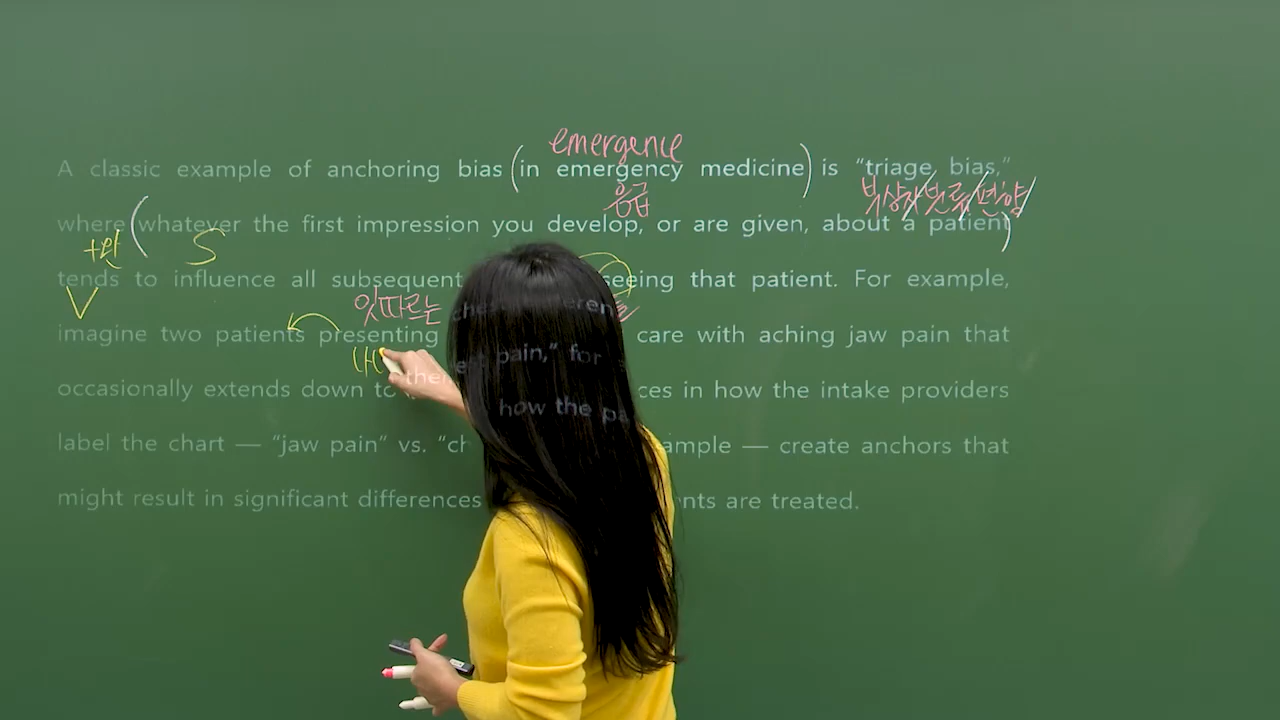 emergence
A classic example of anchoring bias (in emergency medicine) is “triage bias,”
응급 부상자/분류/편향/
where (whatever the first impression you develop, or are given, about a patient)
S
tends to influence all subsequent seeing that patient. For example,
V 잇따르는
imagine two patients presenting care with aching jaw pain that
occasionally extends down to ces in how the intake providers
label the chart — “jaw pain” vs. “ch ample — create anchors that
might result in significant differences nts are treated.